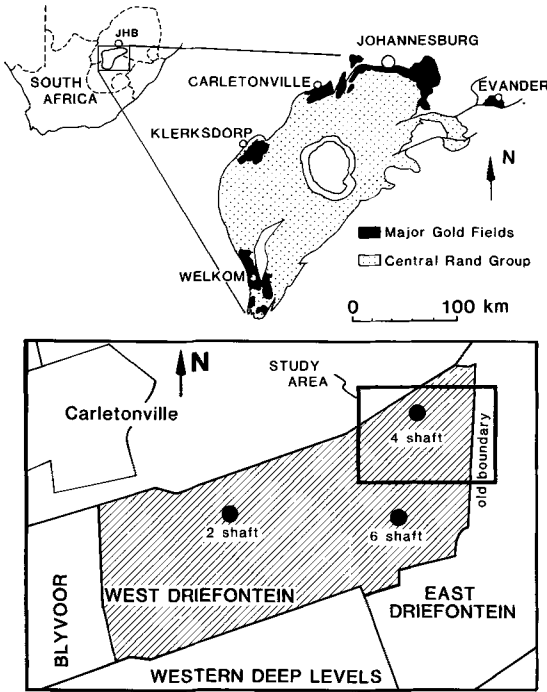 JHB
SOUTH
AFRICA
JOHANNESBURG
CARLETONVILLE
EVANDER
KLERKSDORP
N
Major Gold Fields
WELKOM
Central Rand Group
0 100 km
N
STUDY
AREA
Carletonville
4 shaft
old boundary
2 shaft
6 shaft
BLYVOOR
WEST DRIEFONTEIN
EAST
DRIEFONTEIN
WESTERN DEEP LEVELS